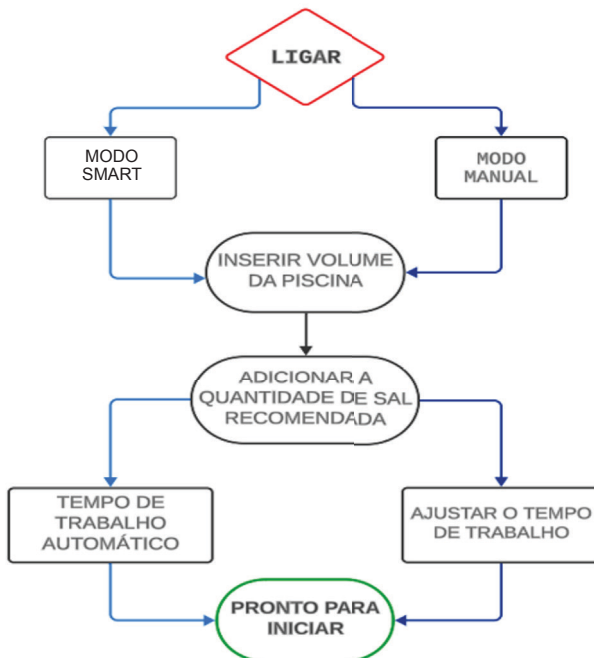 LIGAR
MODO
SMART
MODO
MANUAL
INSERIR VOLUME
DA PISCINA
ADICIONAR A
QUANTIDADE DE SAL
RECOMENDADA
TEMPO DE
TRABALHO
AUTOMÁTICO
AJUSTAR O TEMPO
DE TRABALHO
PRONTO PARA
INICIAR